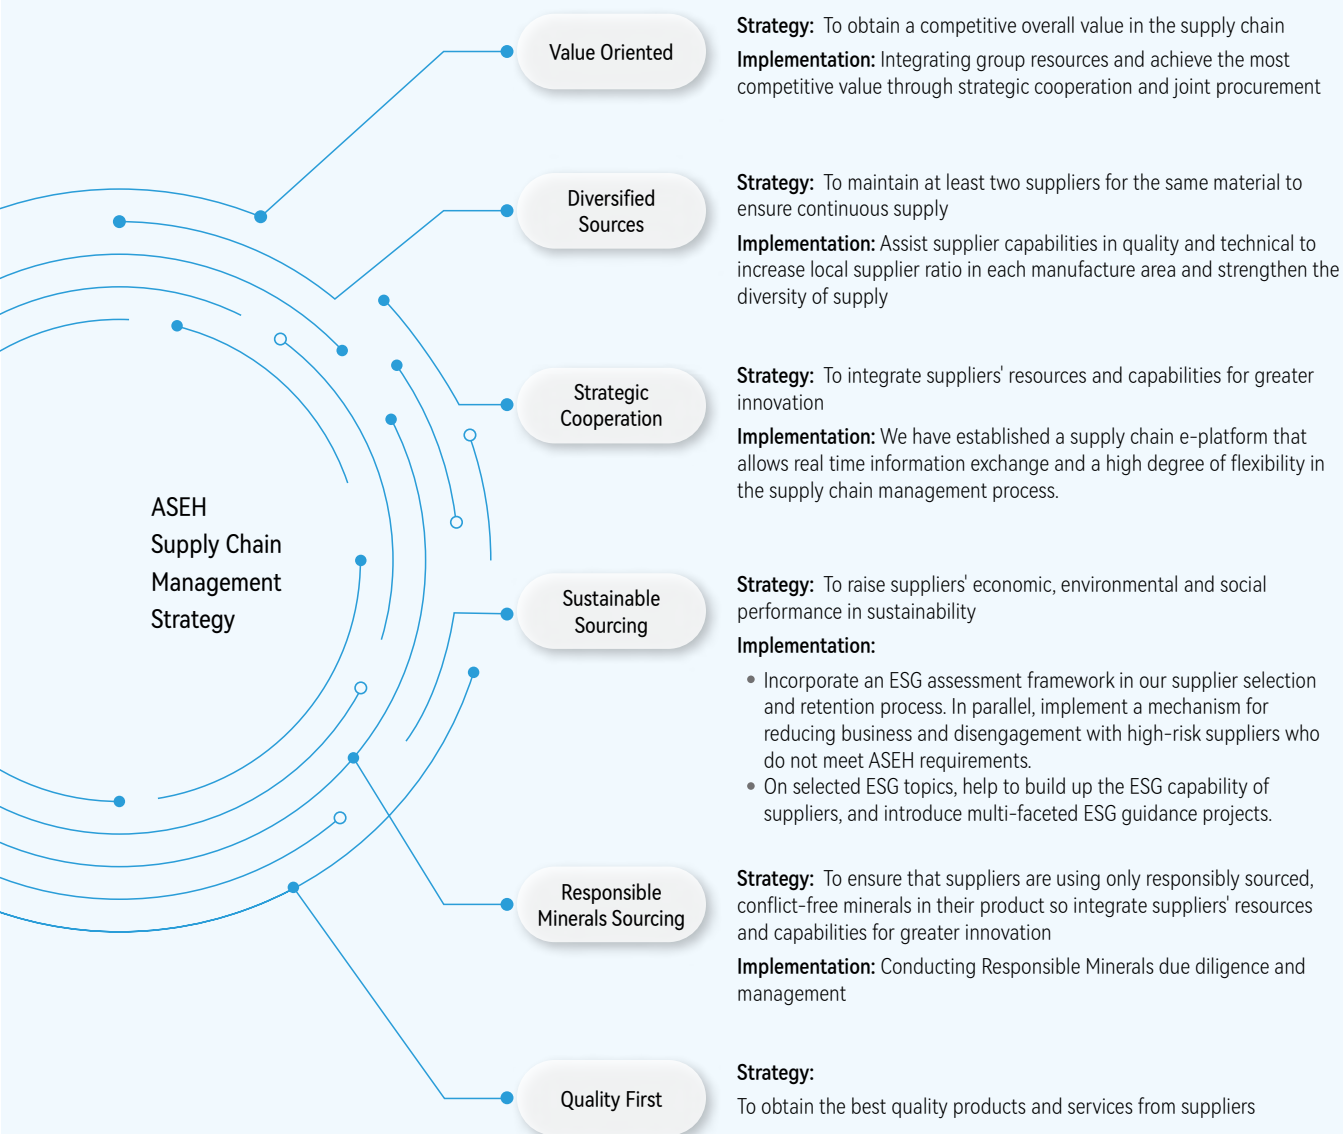 Value Oriented
Strategy: To obtain a competitive overall value in the supply chain
Implementation: Integrating group resources and achieve the most
competitive value through strategic cooperation and joint procurement
Diversified
Sources
Strategy: To maintain at least two suppliers for the same material to
ensure continuous supply
Implementation: Assist supplier capabilities in quality and technical to
increase local supplier ratio in each manufacture area and strengthen the
diversity of supply
Strategic
Cooperation
Strategy: To integrate suppliers' resources and capabilities for greater
innovation
Implementation: We have established a supply chain e-platform that
allows real time information exchange and a high degree of flexibility in
the supply chain management process.
ASEH
Supply Chain
Management
Strategy
Sustainable
Sourcing
Strategy: To raise suppliers' economic, environmental and social
performance in sustainability
Implementation:
• Incorporate an ESG assessment framework in our supplier selection
and retention process. In parallel, implement a mechanism for
reducing business and disengagement with high-risk suppliers who
do not meet ASEH requirements.
• On selected ESG topics, help to build up the ESG capability of
suppliers, and introduce multi-faceted ESG guidance projects.
Responsible
Minerals Sourcing
Strategy: To ensure that suppliers are using only responsibly sourced,
conflict-free minerals in their product so integrate suppliers' resources
and capabilities for greater innovation
Implementation: Conducting Responsible Minerals due diligence and
management
Quality First
Strategy:
To obtain the best quality products and services from suppliers